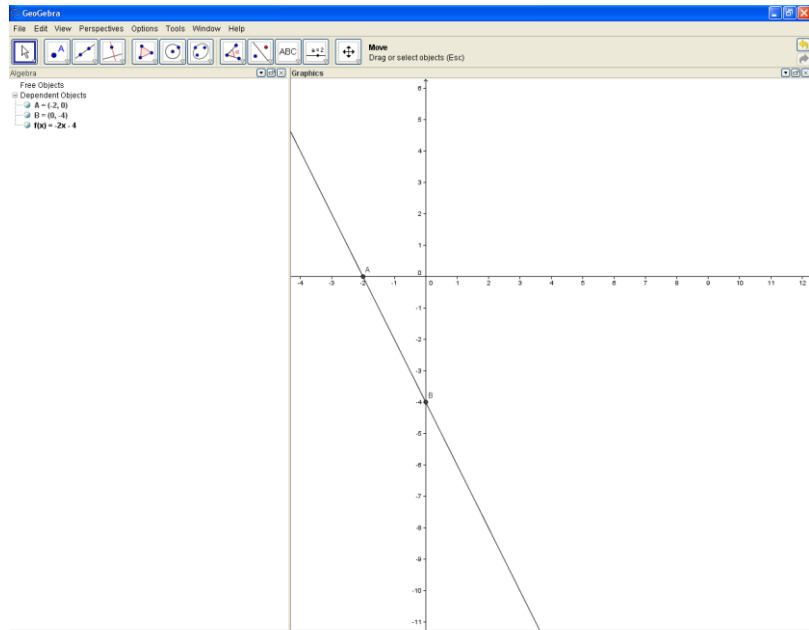 GeoGebra
File Edit View Perspectives Options Tools Window Help
A
ABC
a=2
Move
Drag or select objects (Esc)
Algebra
Graphics
Free Objects
Dependent Objects
A = (-2, 0)
B = (0, -4)
f(x) = -2x - 4
6
5
4
3
2
1
0
A
-4 -3 -2 -1 0 1 2 3 4 5 6 7 8 9 10 11 12
-1
-2
-3
-4
B
-5
-6
-7
-8
-9
-10
-11